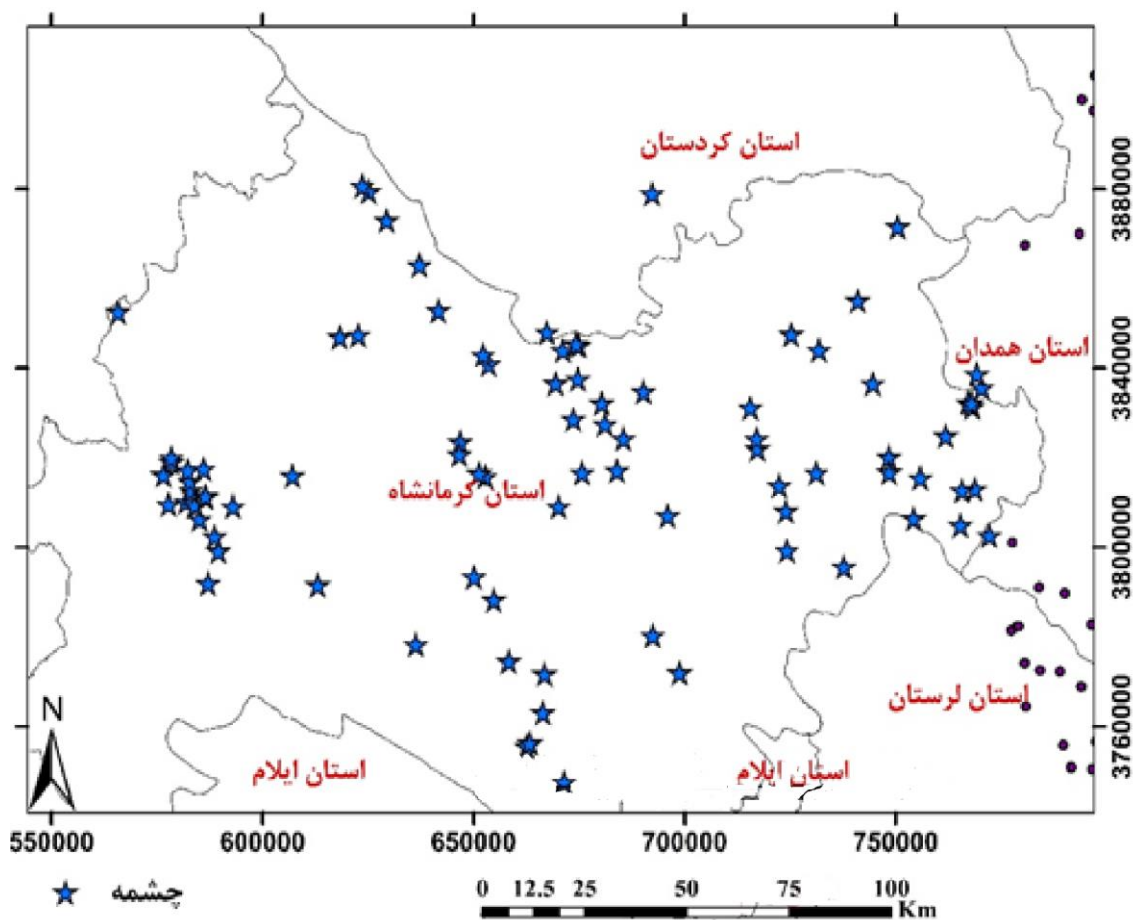 استان کردستان
3880000
استان همدان
3840000
استان کرمانشاه
3800000
استان لرستان
3760000
N
استان ایلام
استان ایلام
550000 600000 650000 700000 750000
چشمه
0 12.5 25 50 75 100
Km